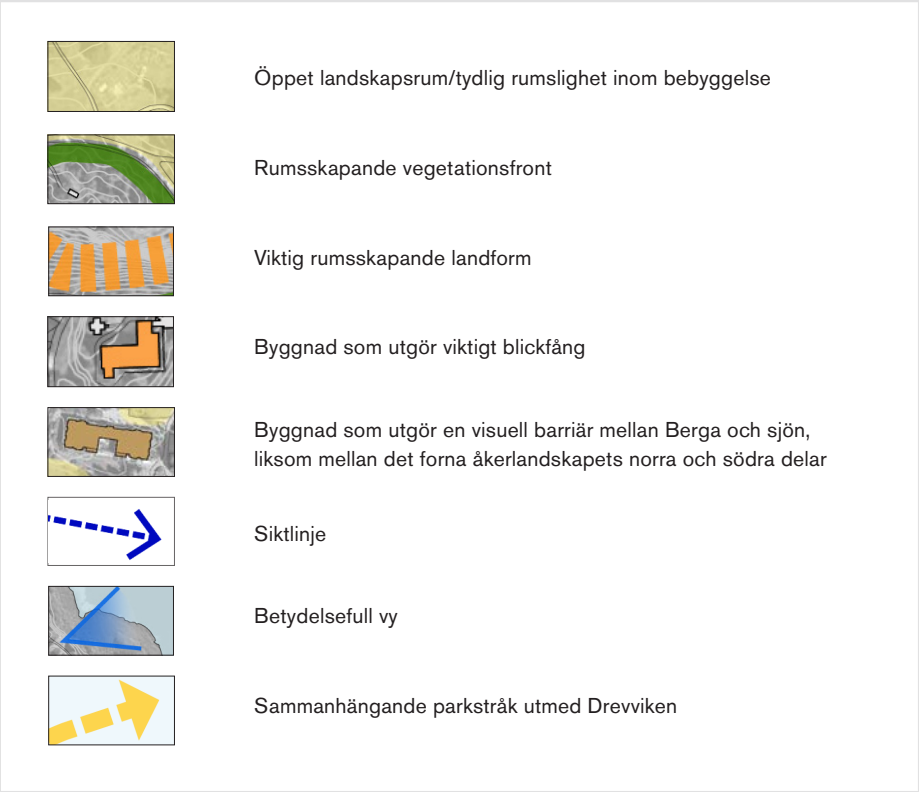 Öppet landskapsrum/tydlig rumslighet inom bebyggelse
Rumsskapande vegetationsfront
Viktig rumsskapande landform
Byggnad som utgör viktigt blickfång
Byggnad som utgör en visuell barriär mellan Berga och sjön,
liksom mellan det forna åkerlandskapets norra och södra delar
Siktlinje
Betydelsefull vy
Sammanhängande parkstråk utmed Drevviken